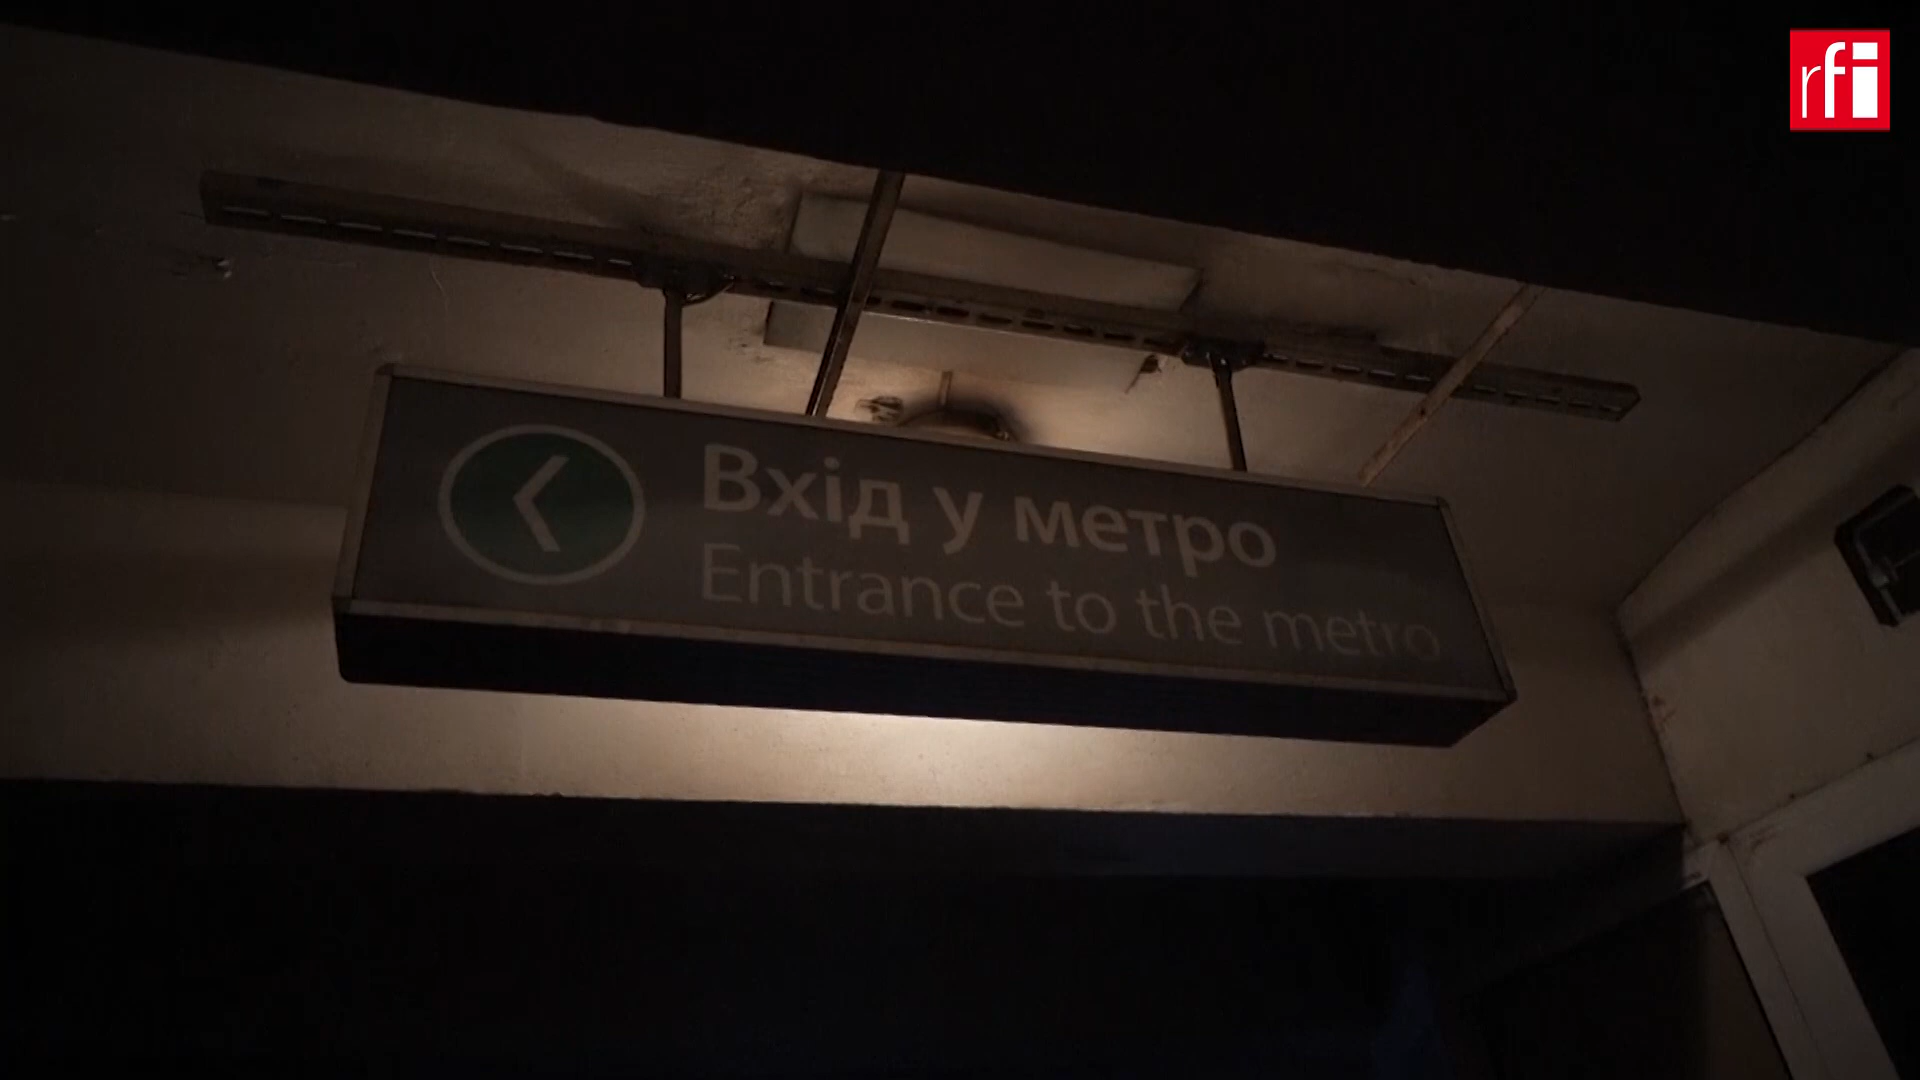 rfi
Вхід у метро
Entrance to the metro